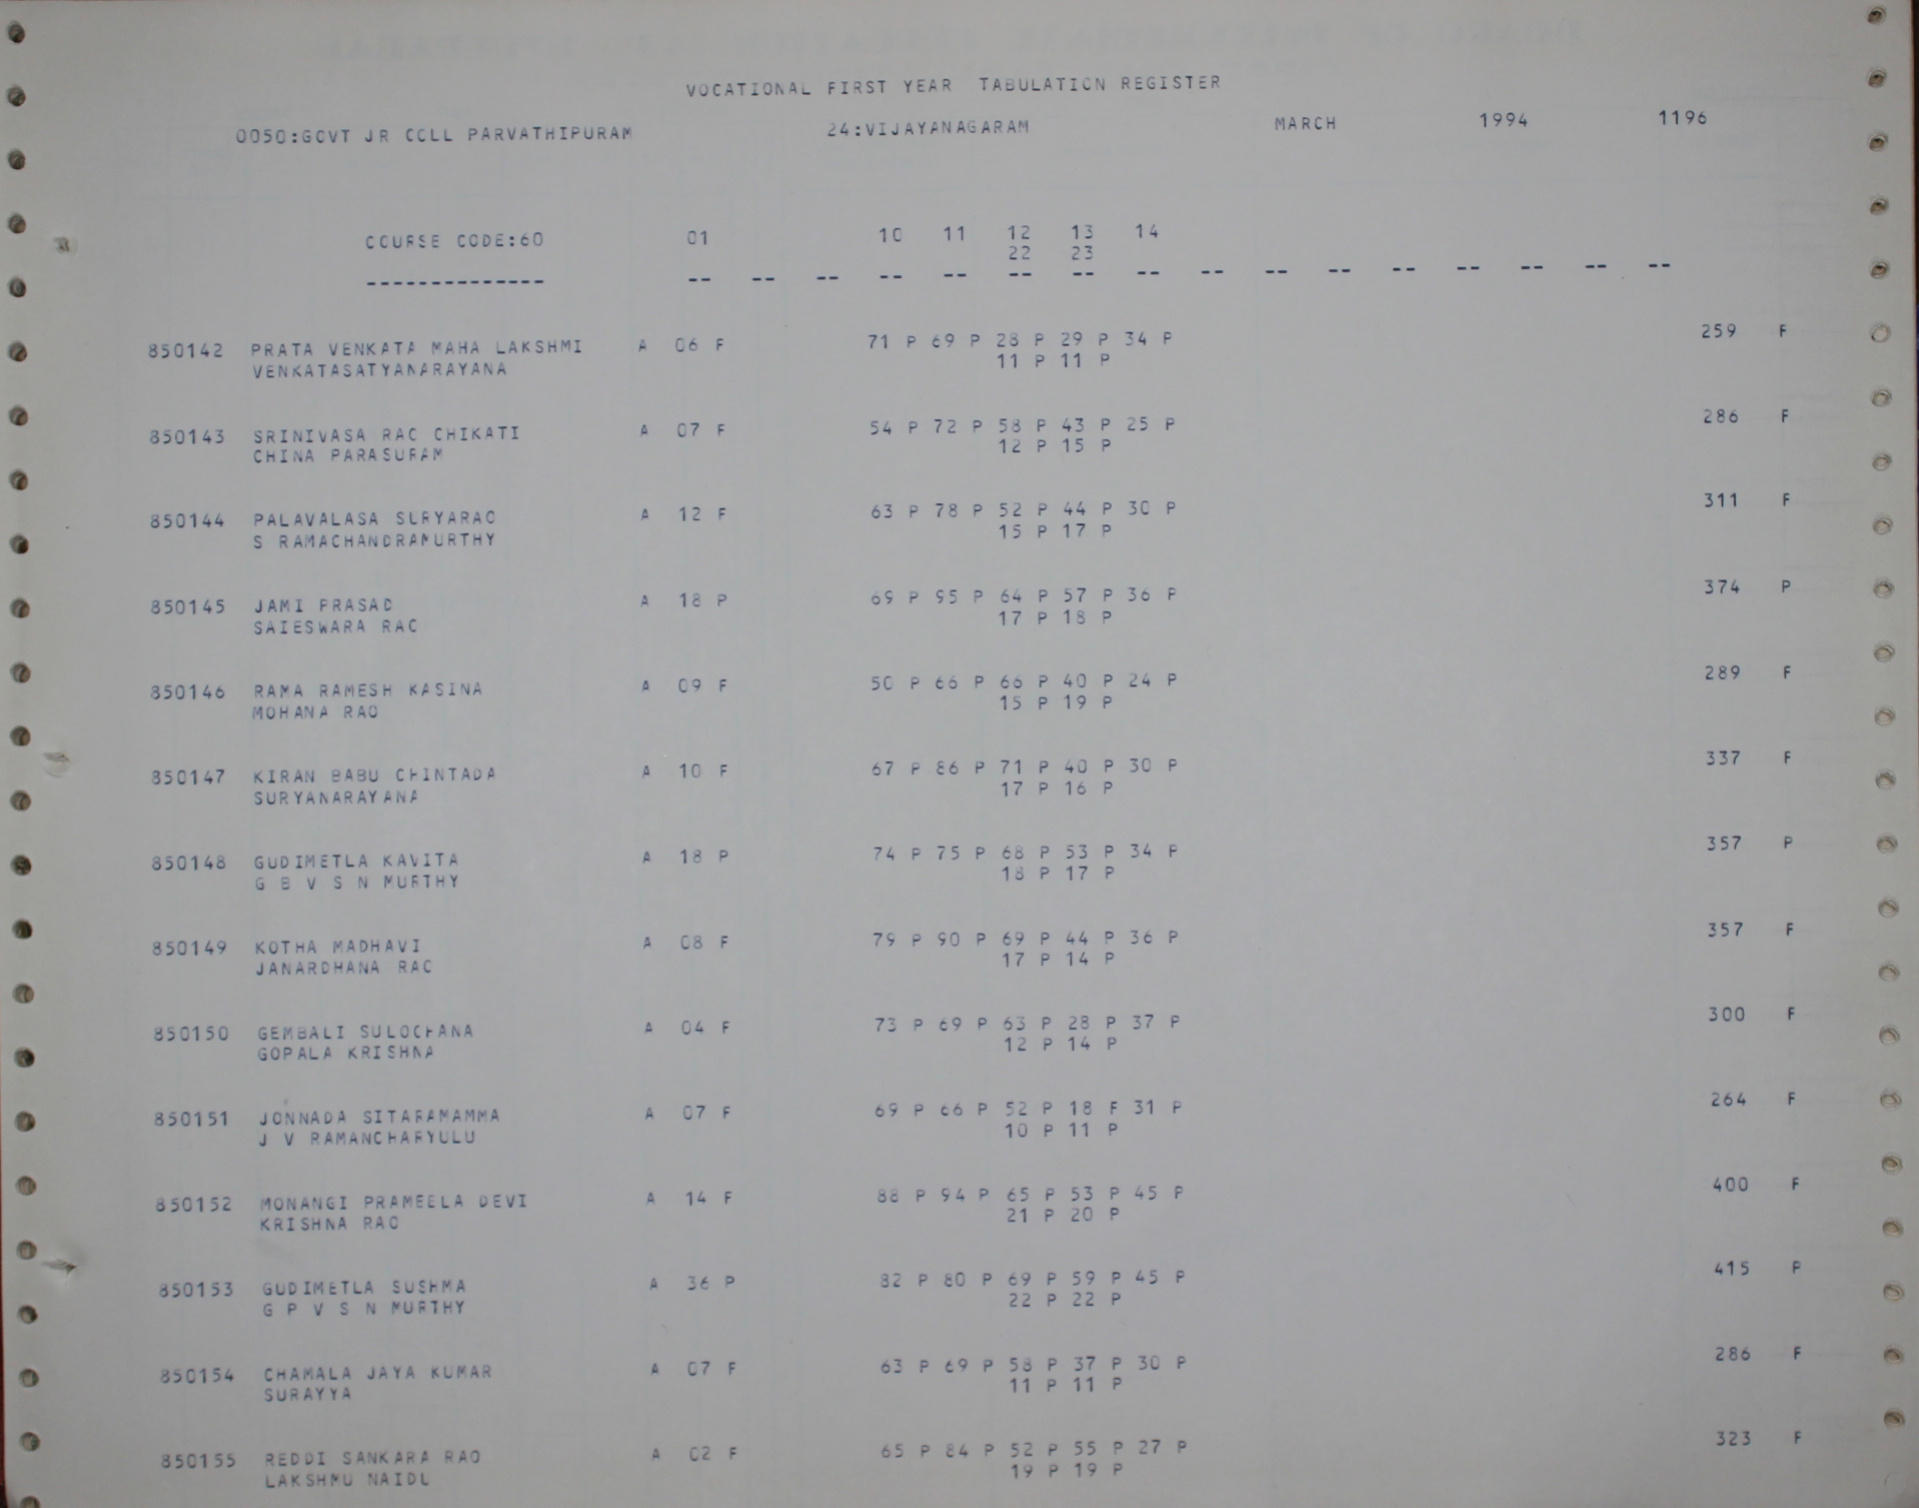 VOCATIONAL FIRST YEAR TABULATION REGISTER
0050:GOVT JR COLL PARVATHIPURAM 24:VIJAYANAGARAM MARCH 1994 1196
COURSE CODE:60 01 10 11 12 13 14
22 23
-------------- -- -- -- -- -- -- -- -- -- -- -- -- -- -- -- --
850142 PRATA VENKATA MAHA LAKSHMI A 06 F 71 P 69 P 28 P 29 P 34 P 259 F
VENKATASATYANARAYANA 11 P 11 P
850143 SRINIVASA RAO CHIKATI A 07 F 54 P 72 P 58 P 43 P 25 P 286 F
CHINA PARASURAM 12 P 15 P
850144 PALAVALASA SURYARAO A 12 F 63 P 78 P 52 P 44 P 30 P 311 F
S RAMACHANDRAMURTHY 15 P 17 P
850145 JAMI PRASAD A 18 P 69 P 95 P 64 P 57 P 36 P 374 P
SAIESWARA RAO 17 P 18 P
850146 RAMA RAMESH KASINA A 09 F 50 P 66 P 66 P 40 P 24 P 289 F
MOHANA RAO 15 P 19 P
850147 KIRAN BABU CHINTADA A 10 F 67 P 86 P 71 P 40 P 30 P 337 F
SURYANARAYANA 17 P 16 P
850148 GUDIMETLA KAVITA A 18 P 74 P 75 P 68 P 53 P 34 P 357 P
G B V S N MURTHY 18 P 17 P
850149 KOTHA MADHAVI A 08 F 79 P 90 P 69 P 44 P 36 P 357 F
JANARDHANA RAO 17 P 14 P
850150 GEMBALI SULOCHANA A 04 F 73 P 69 P 63 P 28 P 37 P 300 F
GOPALA KRISHNA 12 P 14 P
850151 JONNADA SITARAMAMMA A 07 F 69 P 66 P 52 P 18 F 31 P 264 F
J V RAMANCHARYULU 10 P 11 P
850152 MONANGI PRAMEELA DEVI A 14 F 88 P 94 P 65 P 53 P 45 P 400 F
KRISHNA RAO 21 P 20 P
850153 GUDIMETLA SUSHMA A 36 P 82 P 80 P 69 P 59 P 45 P 415 P
G P V S N MURTHY 22 P 22 P
850154 CHAMALA JAYA KUMAR A 07 F 63 P 69 P 58 P 37 P 30 P 286 F
SURAYYA 11 P 11 P
850155 REDDI SANKARA RAO A 02 F 65 P 84 P 52 P 55 P 27 P 323 F
LAKSHMU NAIDU 19 P 19 P